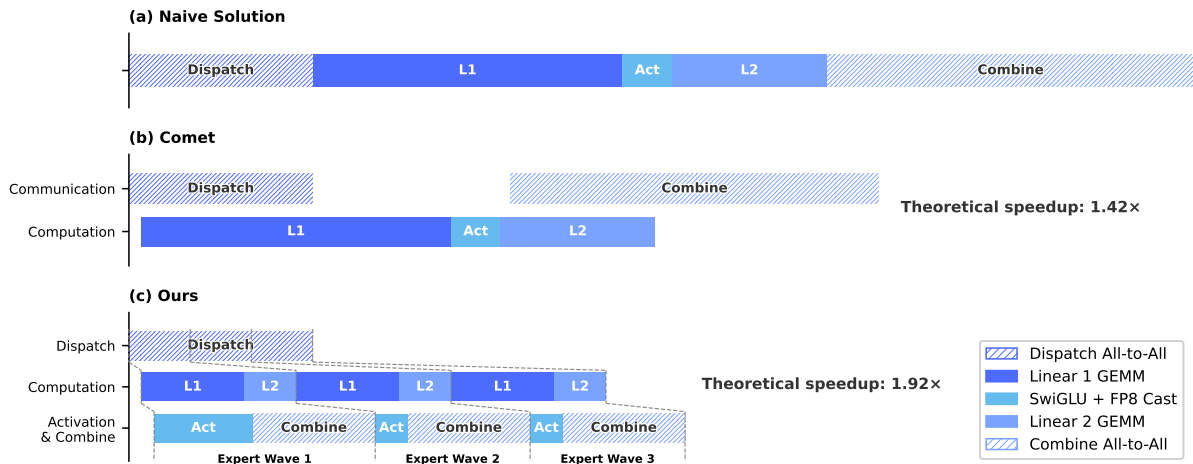 (a) Naive Solution
Dispatch L1 Act L2 Combine
(b) Comet
Communication Dispatch Combine
Theoretical speedup: 1.42×
Computation L1 Act L2
(c) Ours
Dispatch Dispatch
Computation L1 L2 L1 L2 L1 L2
Theoretical speedup: 1.92×
Activation
& Combine
Act Combine Act Combine Act Combine
Expert Wave 1 Expert Wave 2 Expert Wave 3
Dispatch All-to-All
Linear 1 GEMM
SwiGLU + FP8 Cast
Linear 2 GEMM
Combine All-to-All